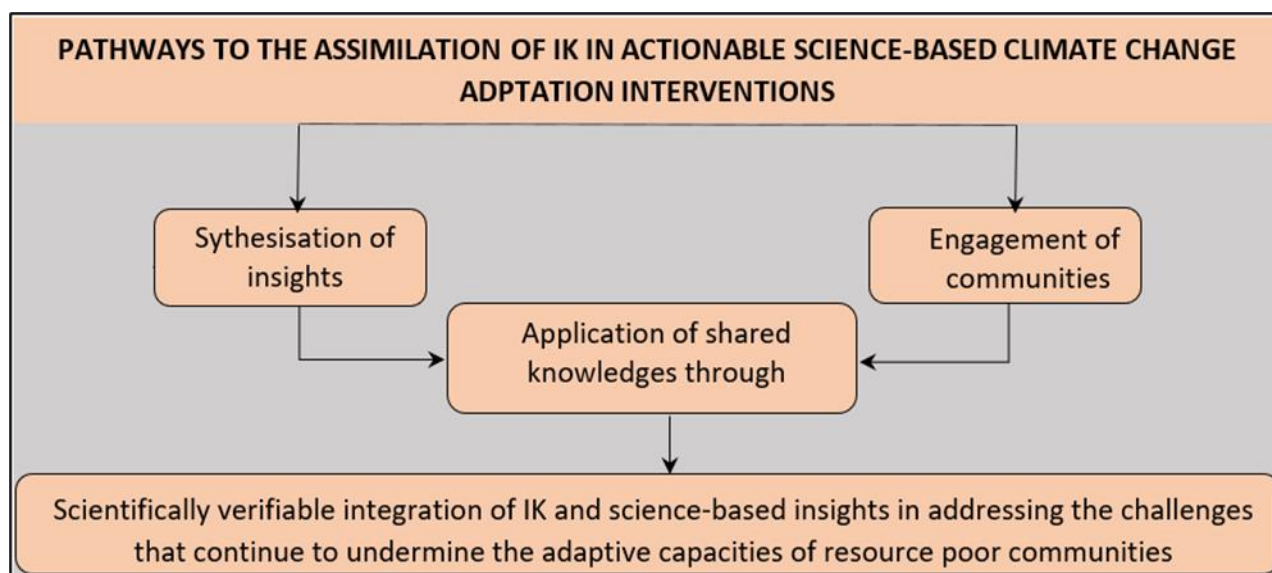 PATHWAYS TO THE ASSIMILATION OF IK IN ACTIONABLE SCIENCE-BASED CLIMATE CHANGE
ADPTATION INTERVENTIONS
Sythesisation of
insights
Engagement of
communities
Application of shared
knowledges through
Scientifically verifiable integration of IK and science-based insights in addressing the challenges
that continue to undermine the adaptive capacities of resource poor communities